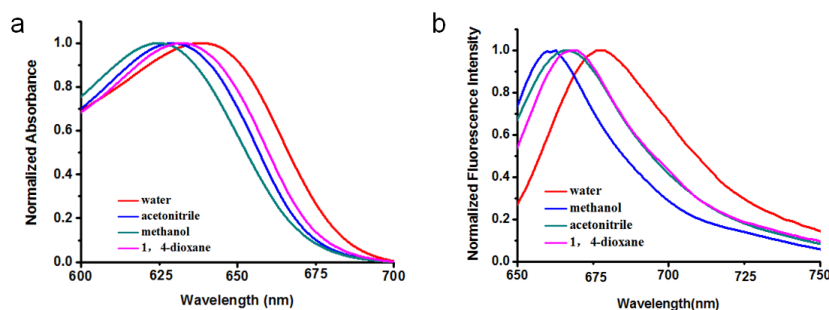 a
Normalized Absorbance
1.0
0.8
0.6
0.4
0.2
0.0
water
acetonitrile
methanol
1, 4-dioxane
600 625 650 675 700
Wavelength (nm)
b
Normalized Fluorescence Intensity
1.0
0.8
0.6
0.4
0.2
0.0
water
methanol
acetonitrile
1, 4-dioxane
650 675 700 725 750
Wavelength(nm)